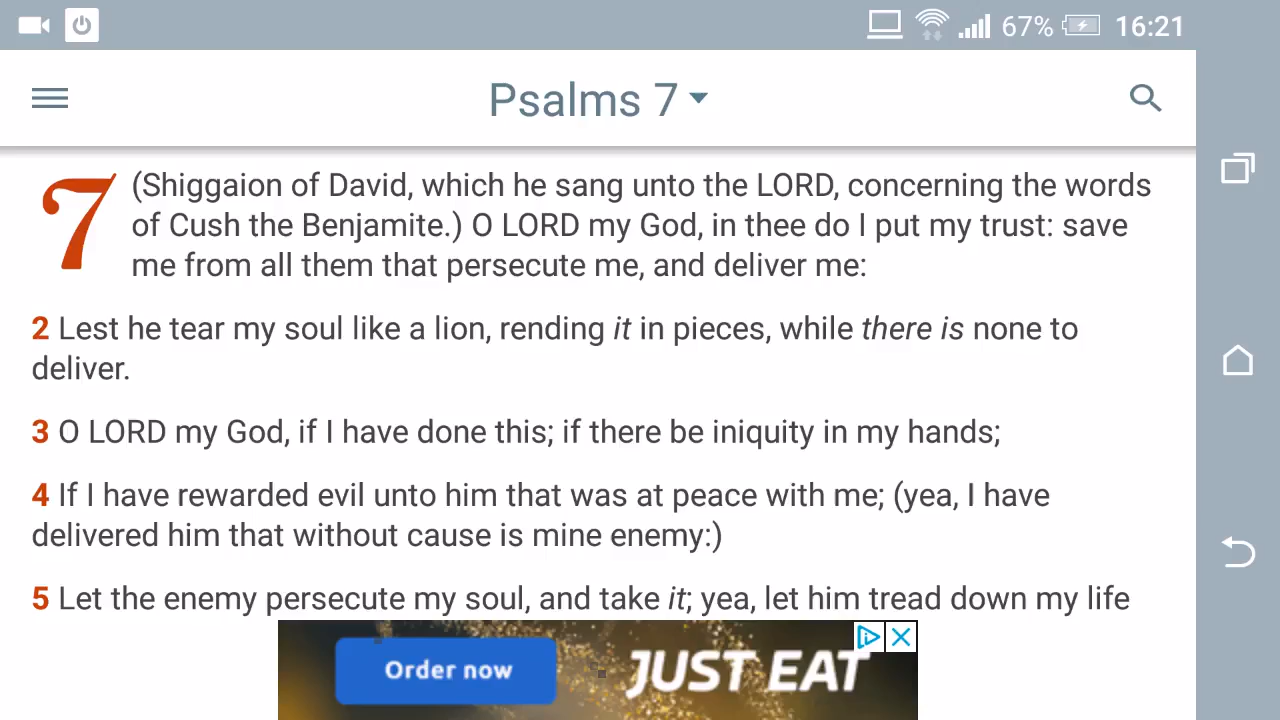 67% 16:21
Psalms 7
7 (Shiggaion of David, which he sang unto the LORD, concerning the words
of Cush the Benjamite.) O LORD my God, in thee do I put my trust: save
me from all them that persecute me, and deliver me:
2 Lest he tear my soul like a lion, rending it in pieces, while there is none to
deliver.
3 O LORD my God, if I have done this; if there be iniquity in my hands;
4 If I have rewarded evil unto him that was at peace with me; (yea, I have
delivered him that without cause is mine enemy:)
5 Let the enemy persecute my soul, and take it; yea, let him tread down my life
Order now JUST EAT